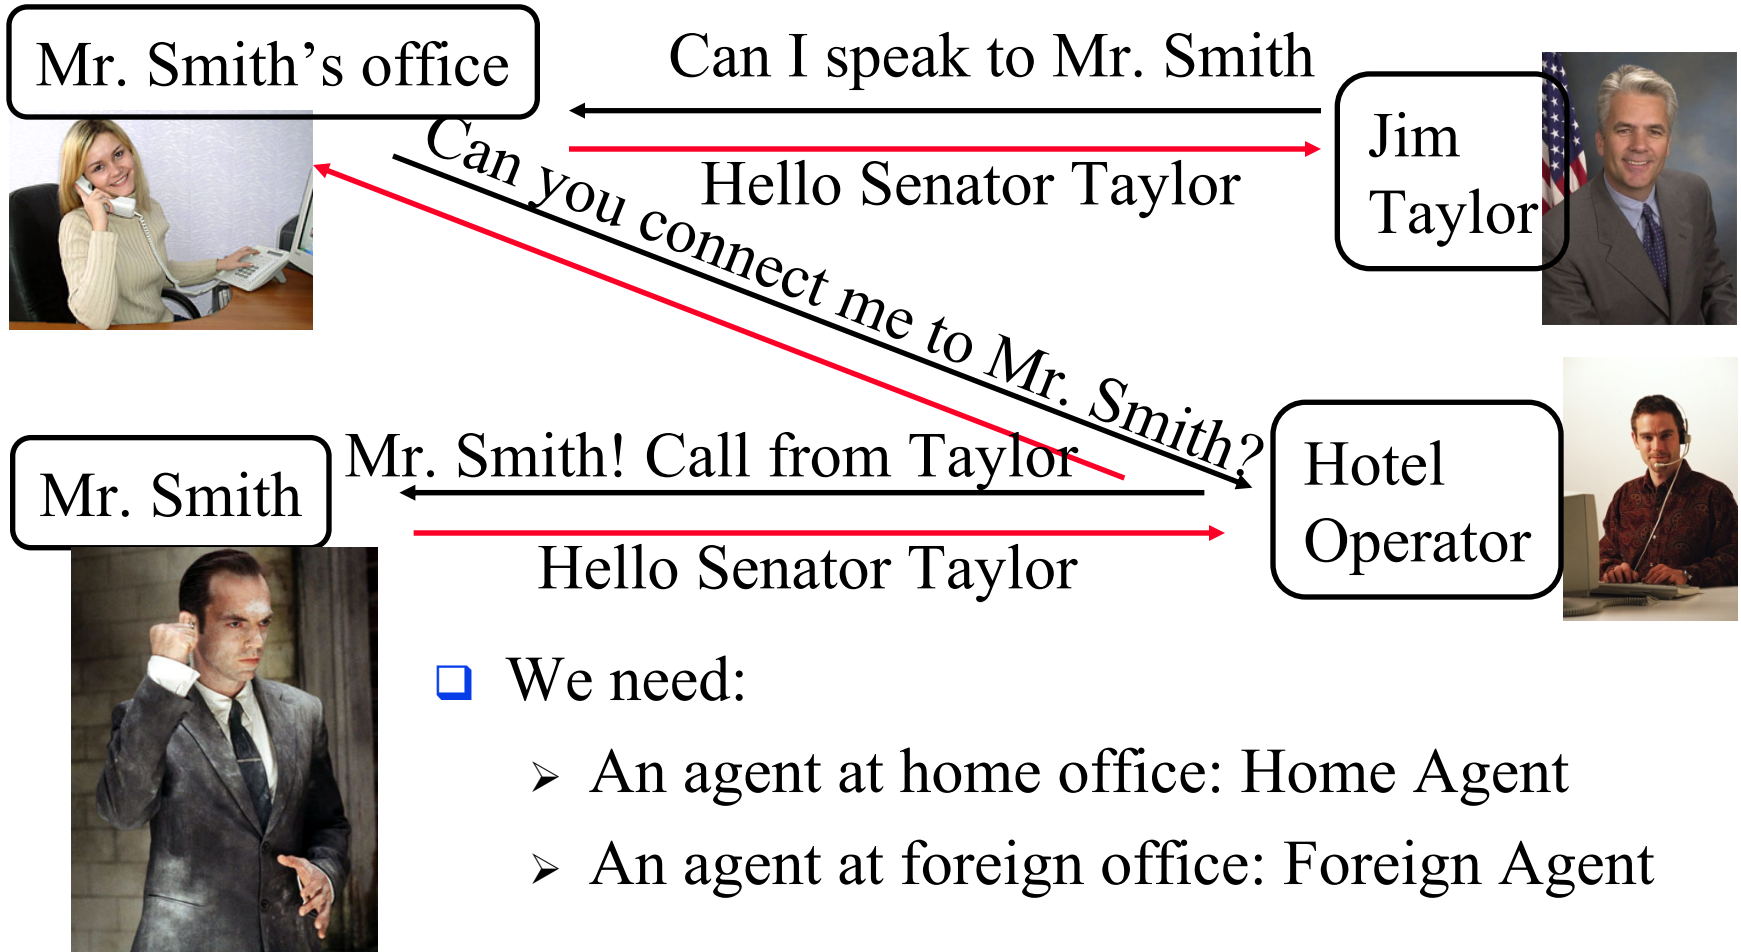 Mr. Smith’s office
Can I speak to Mr. Smith
Hello Senator Taylor
Jim
Taylor
Can you connect me to Mr. Smith?
Mr. Smith
Mr. Smith! Call from Taylor
Hello Senator Taylor
Hotel
Operator
We need:
An agent at home office: Home Agent
An agent at foreign office: Foreign Agent